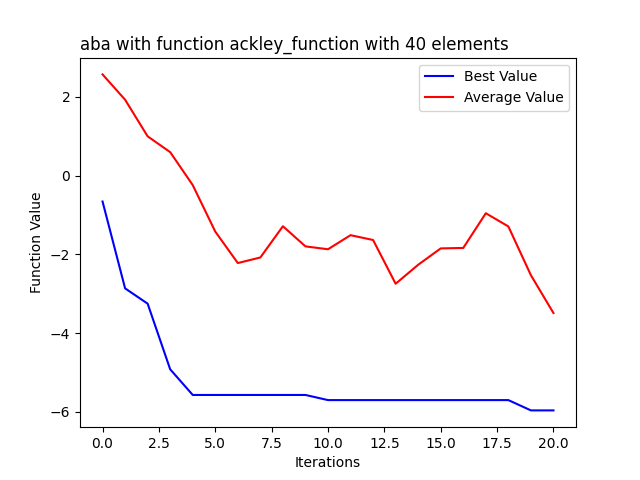 aba with function ackley_function with 40 elements
Best Value
Average Value
Function Value
2
0
−2
−4
−6
0.0 2.5 5.0 7.5 10.0 12.5 15.0 17.5 20.0
Iterations